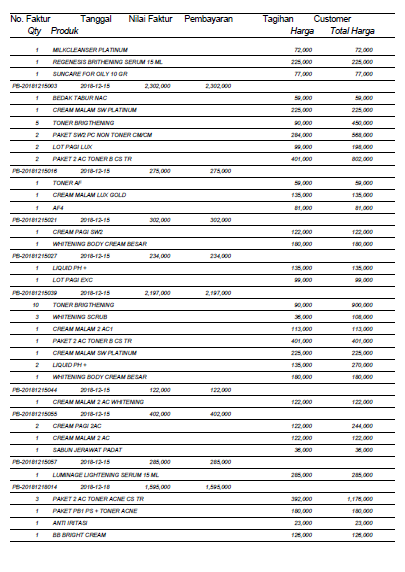 No. Faktur Tanggal Nilai Faktur Pembayaran Tagihan Customer
Qty Produk Harga Total Harga
1 MILKCLEANSER PLATINUM 72,000 72,000
1 REGENESIS BRITHENING SERUM 15 ML 225,000 225,000
1 SUNCARE FOR OILY 10 GR 77,000 77,000
PB-20181215003 2018-12-15 2,302,000 2,302,000
1 BEDAK TABUR NAC 59,000 59,000
1 CREAM MALAM SW PLATINUM 225,000 225,000
5 TONER BRIGTHENING 90,000 450,000
2 PAKET SW2 PC NON TONER CM/CM 284,000 568,000
2 LOT PAGI LUX 99,000 198,000
2 PAKET 2 AC TONER B CS TR 401,000 802,000
PB-20181215016 2018-12-15 275,000 275,000
1 TONER AF 59,000 59,000
1 CREAM MALAM LUX GOLD 135,000 135,000
1 AF4 81,000 81,000
PB-20181215021 2018-12-15 302,000 302,000
1 CREAM PAGI SW2 122,000 122,000
1 WHITENING BODY CREAM BESAR 180,000 180,000
PB-20181215027 2018-12-15 234,000 234,000
1 LIQUID PH + 135,000 135,000
1 LOT PAGI EXC 99,000 99,000
PB-20181215039 2018-12-15 2,197,000 2,197,000
10 TONER BRIGTHENING 90,000 900,000
3 WHITENING SCRUB 36,000 108,000
1 CREAM MALAM 2 AC1 113,000 113,000
1 PAKET 2 AC TONER B CS TR 401,000 401,000
1 CREAM MALAM SW PLATINUM 225,000 225,000
2 LIQUID PH + 135,000 270,000
1 WHITENING BODY CREAM BESAR 180,000 180,000
PB-20181215044 2018-12-15 122,000 122,000
1 CREAM MALAM 2 AC WHITENING 122,000 122,000
PB-20181215055 2018-12-15 402,000 402,000
2 CREAM PAGI 2AC 122,000 244,000
1 CREAM MALAM 2 AC 122,000 122,000
1 SABUN JERAWAT PADAT 36,000 36,000
PB-20181215057 2018-12-15 285,000 285,000
1 LUMINAGE LIGHTENING SERUM 15 ML 285,000 285,000
PB-20181218014 2018-12-18 1,595,000 1,595,000
3 PAKET 2 AC TONER ACNE CS TR 392,000 1,176,000
1 PAKET PB1 PS + TONER ACNE 180,000 180,000
1 ANTI IRITASI 23,000 23,000
1 BB BRIGHT CREAM 126,000 126,000